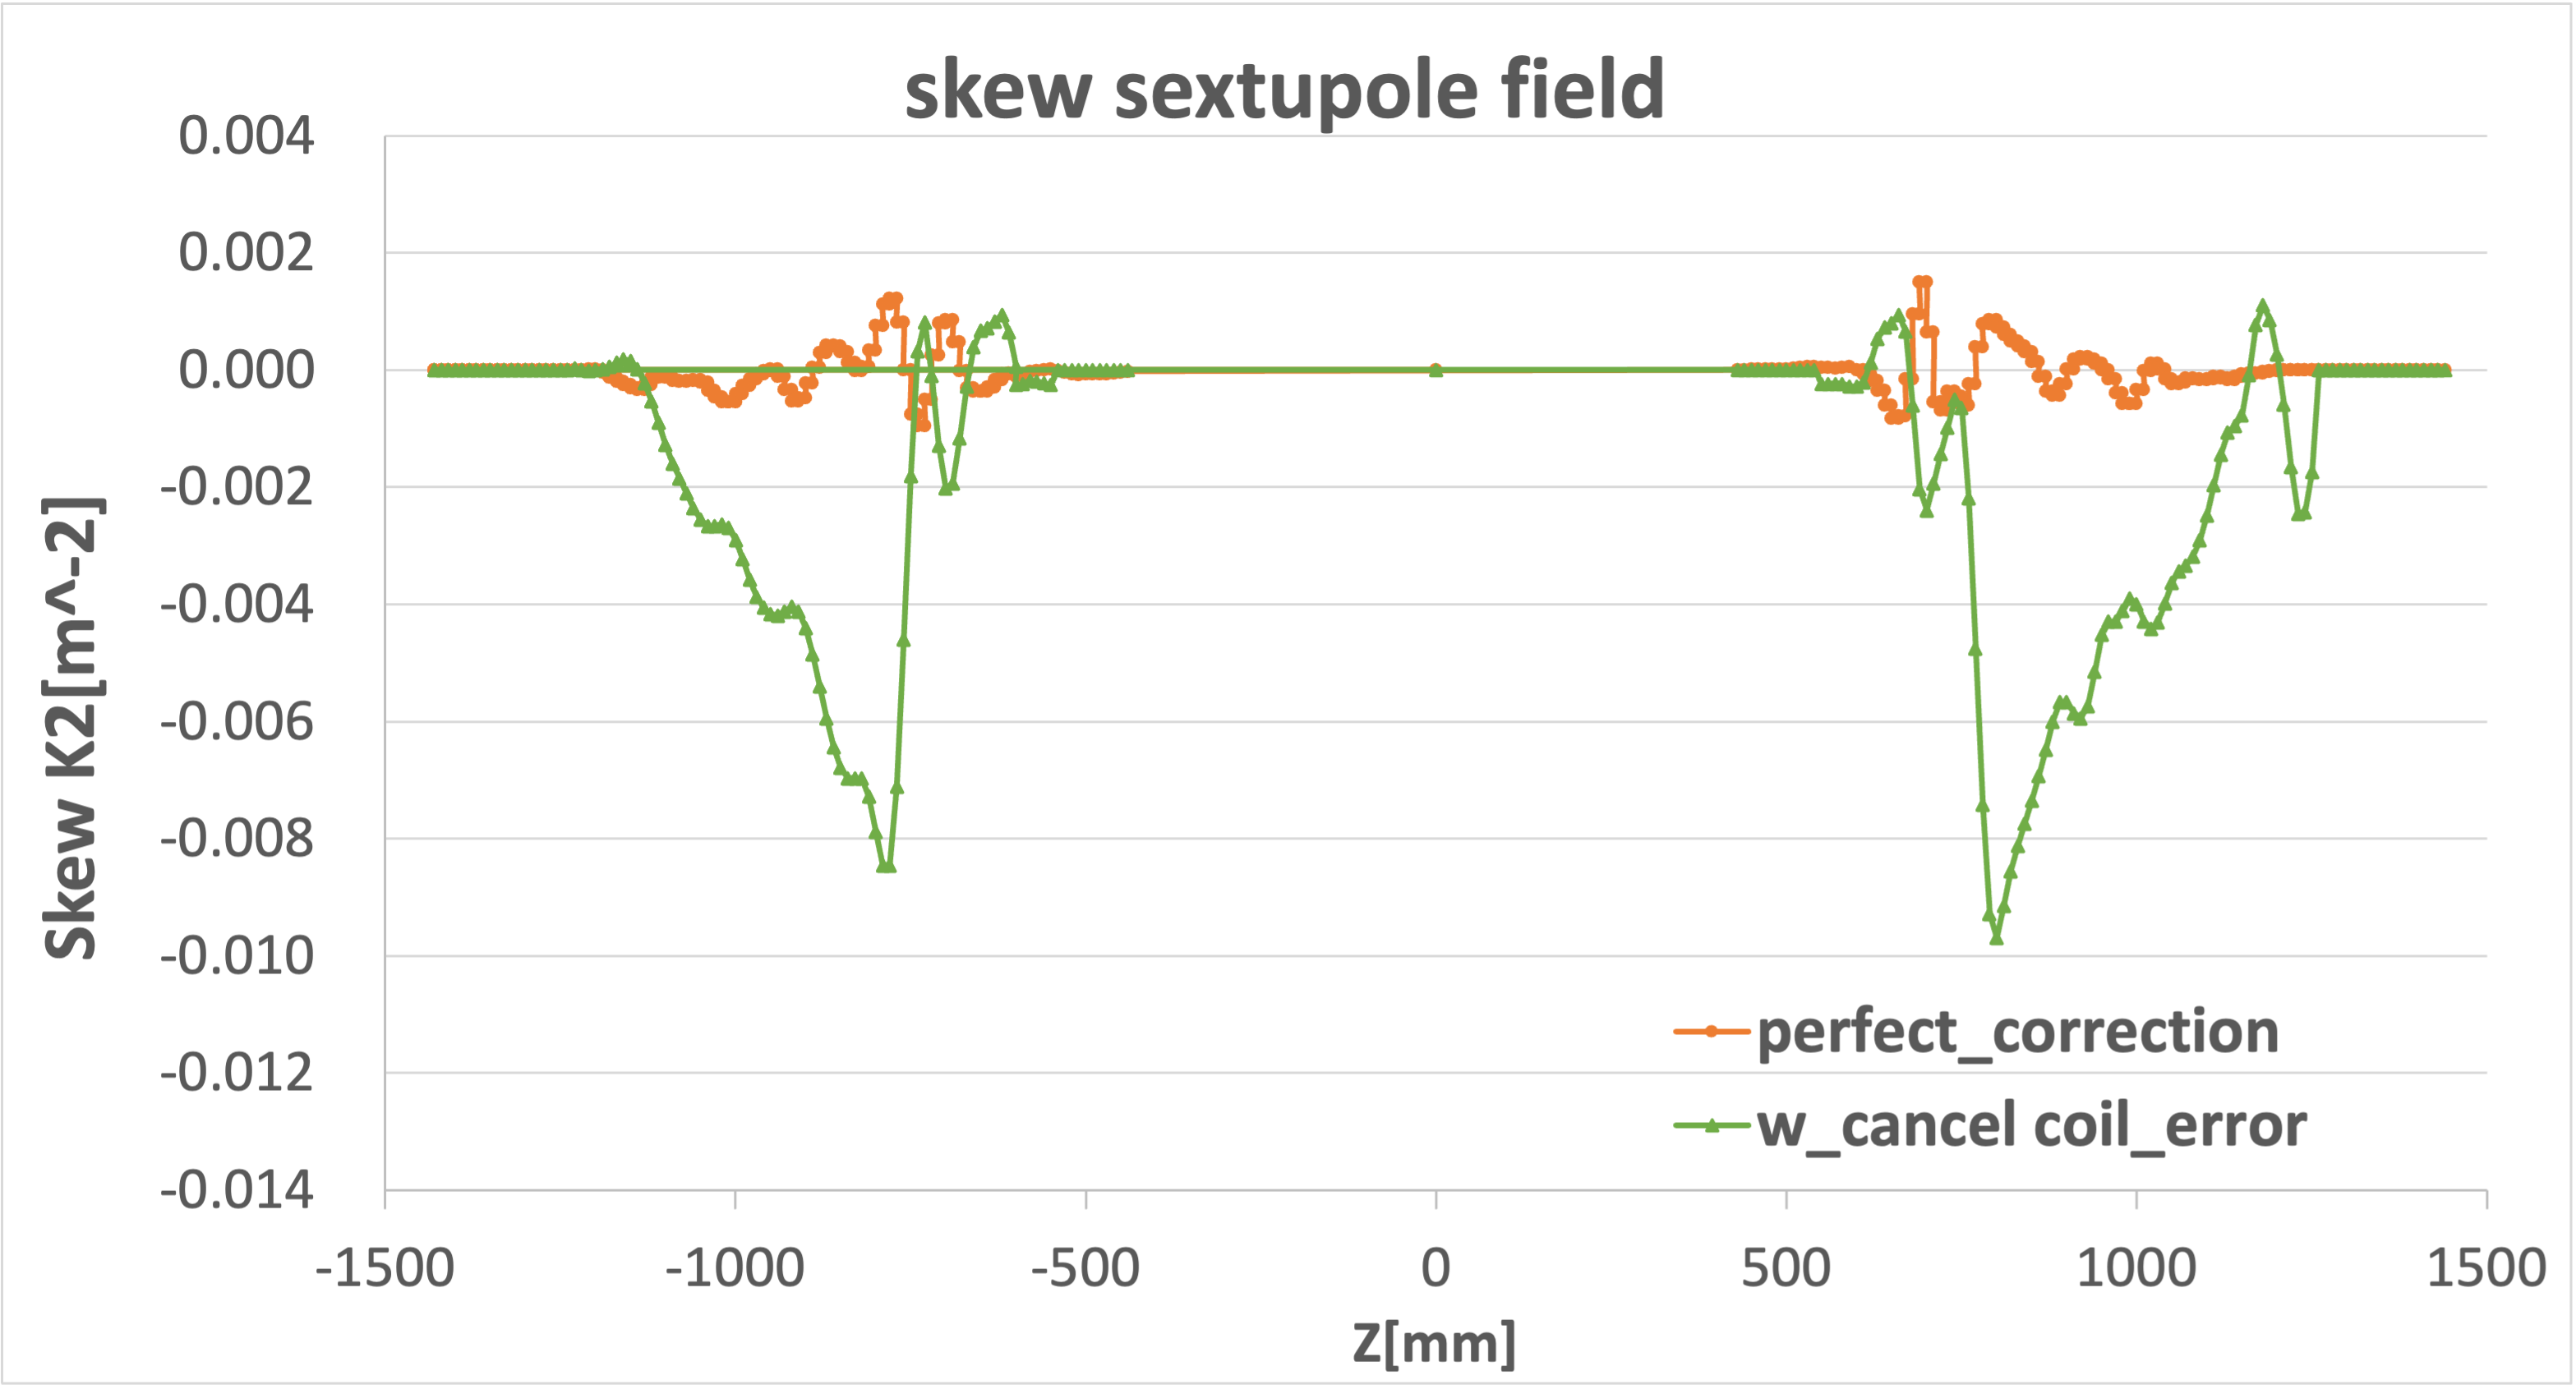 skew sextupole field
0.004
0.002
0.000
-0.002
-0.004
-0.006
-0.008
-0.010
-0.012
-0.014
Skew K2[m^-2]
perfect_correction
w_cancel coil_error
-1500 -1000 -500 0 500 1000 1500
Z[mm]